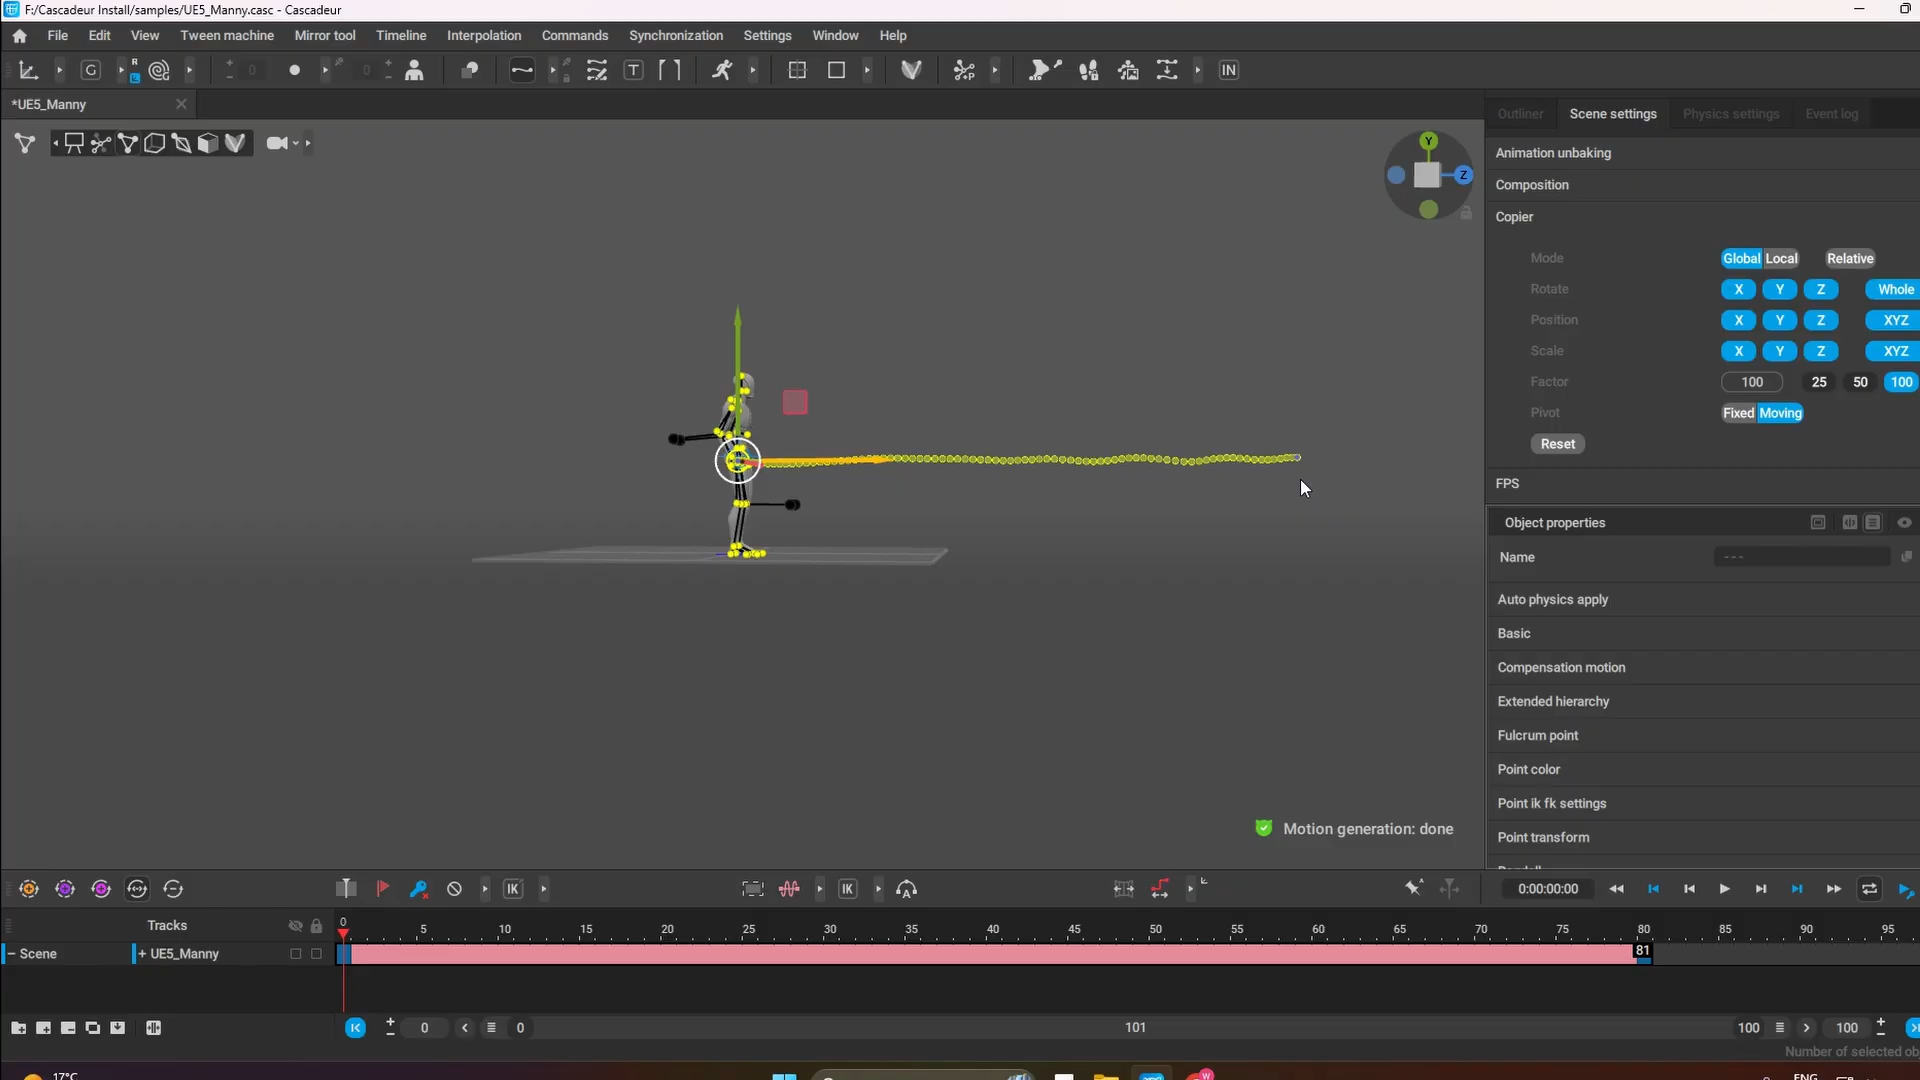 F:/Cascadeur Install/samples/UE5_Manny.casc - Cascadeur
File Edit View Tween machine Mirror tool Timeline Interpolation Commands Synchronization Settings Window Help
G R L 0 0 T IN
*UE5_Manny
Outliner Scene settings Physics settings Event log
Y
Z
Animation unbaking
Composition
Copier
Mode Global Local Relative
Rotate X Y Z Whole
Position X Y Z XYZ
Scale X Y Z XYZ
Factor 100 25 50 100
Pivot Fixed Moving
Reset
FPS
Object properties
Name ---
Auto physics apply
Basic
Compensation motion
Extended hierarchy
Fulcrum point
Point color
Point ik fk settings
Point transform
Motion generation: done
IK IK A 0:00:00:00
Tracks 0 5 10 15 20 25 30 35 40 45 50 55 60 65 70 75 80 85 90 95
- Scene + UE5_Manny 81
0 0 101 100 100
Number of selected ob
17°C W ENG